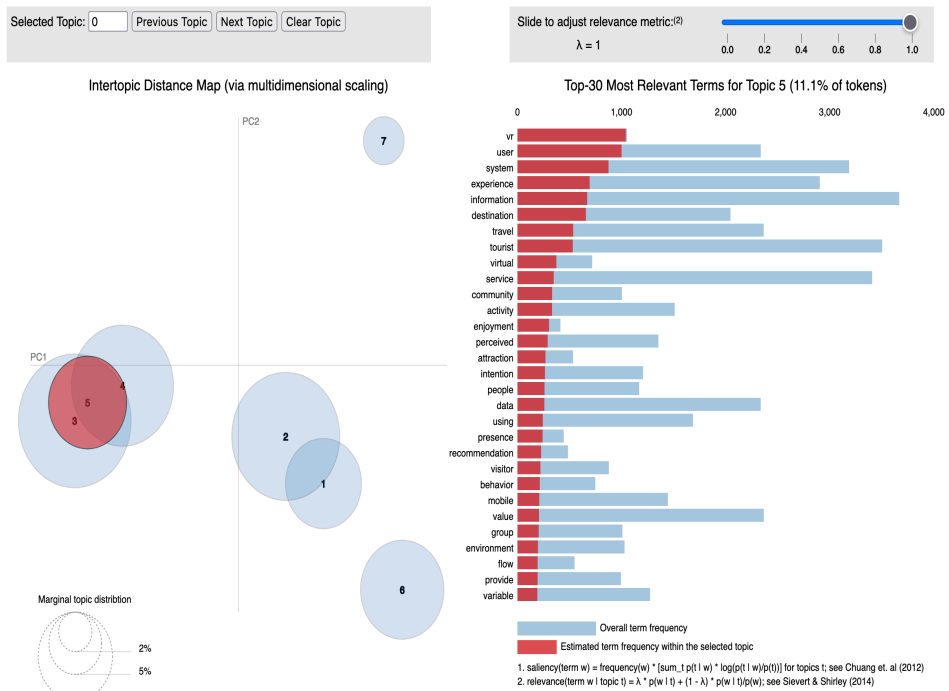 Selected Topic: 0 Previous Topic Next Topic Clear Topic
Slide to adjust relevance metric:(2)
λ = 1
0.0 0.2 0.4 0.6 0.8 1.0
Intertopic Distance Map (via multidimensional scaling)
PC2
PC1
7
4
5
3
2
1
6
Marginal topic distribtion
2%
5%
Top-30 Most Relevant Terms for Topic 5 (11.1% of tokens)
0 1,000 2,000 3,000 4,000
vr
user
system
experience
information
destination
travel
tourist
virtual
service
community
activity
enjoyment
perceived
attraction
intention
people
data
using
presence
recommendation
visitor
behavior
mobile
value
group
environment
flow
provide
variable
Overall term frequency
Estimated term frequency within the selected topic
1. saliency(term w) = frequency(w) * [sum_t p(t | w) * log(p(t | w)/p(t))] for topics t; see Chuang et. al (2012)
2. relevance(term w | topic t) = λ * p(w | t) + (1 - λ) * p(w | t)/p(w); see Sievert & Shirley (2014)